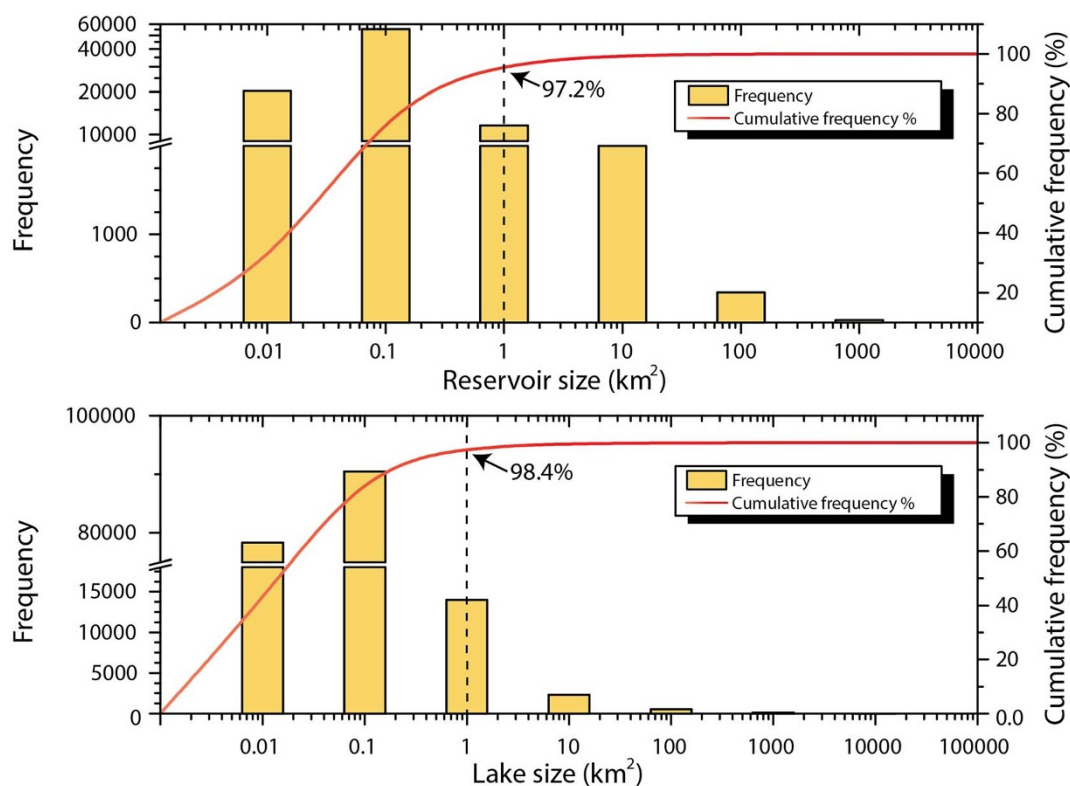 60000
40000
20000
10000
1000
0
Frequency
97.2%
Frequency
Cumulative frequency %
100
80
60
40
20
Cumulative frequency (%)
0.01 0.1 1 10 100 1000 10000
Reservoir size (km²)
100000
80000
15000
10000
5000
0
Frequency
98.4%
Frequency
Cumulative frequency %
100
80
60
40
20
0.0
Cumulative frequency (%)
0.01 0.1 1 10 100 1000 10000 100000
Lake size (km²)